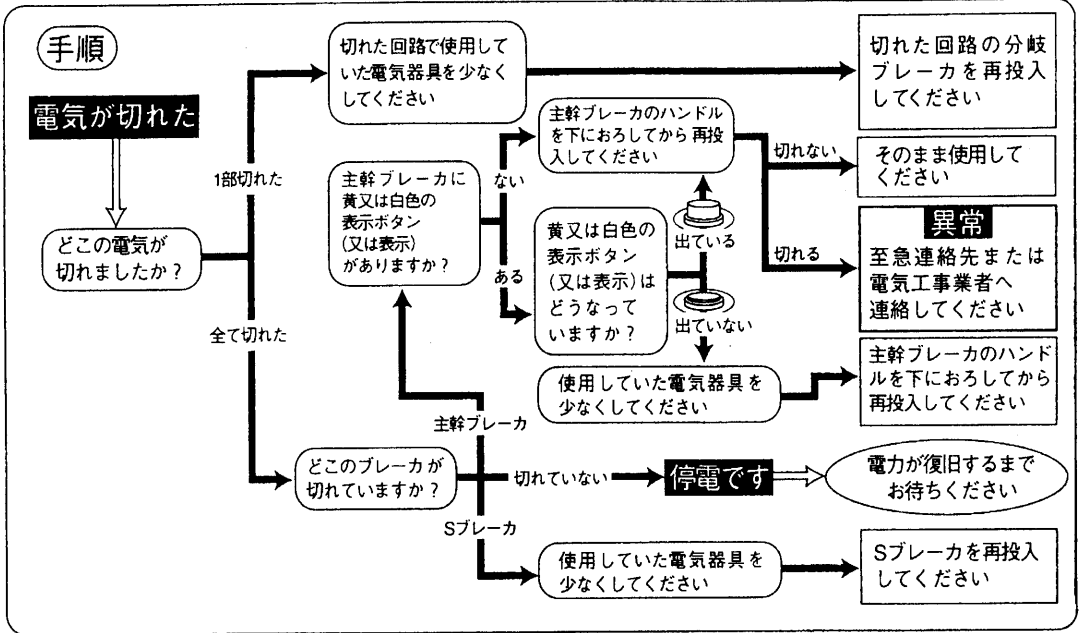 手順
電気が切れた
どこの電気が
切れましたか？
1部切れた
全て切れた
切れた回路で使用して
いた電気器具を少なく
してください
切れた回路の分岐
ブレーカを再投入
してください
主幹ブレーカに
黄又は白色の
表示ボタン
(又は表示)
がありますか？
ない
ある
主幹ブレーカのハンドル
を下におろしてから再投
入してください
切れない
そのまま使用して
ください
切れる
異常
至急連絡先または
電気工事業者へ
連絡してください
黄又は白色の
表示ボタン
(又は表示)は
どうなって
いますか？
出ている
出ていない
使用していた電気器具を
少なくしてください
主幹ブレーカのハンド
ルを下におろしてから
再投入してください
どこのブレーカが
切れていますか？
主幹ブレーカ
切れていない
停電です
電力が復旧するまで
お待ちください
Sブレーカ
使用していた電気器具を
少なくしてください
Sブレーカを再投入
してください